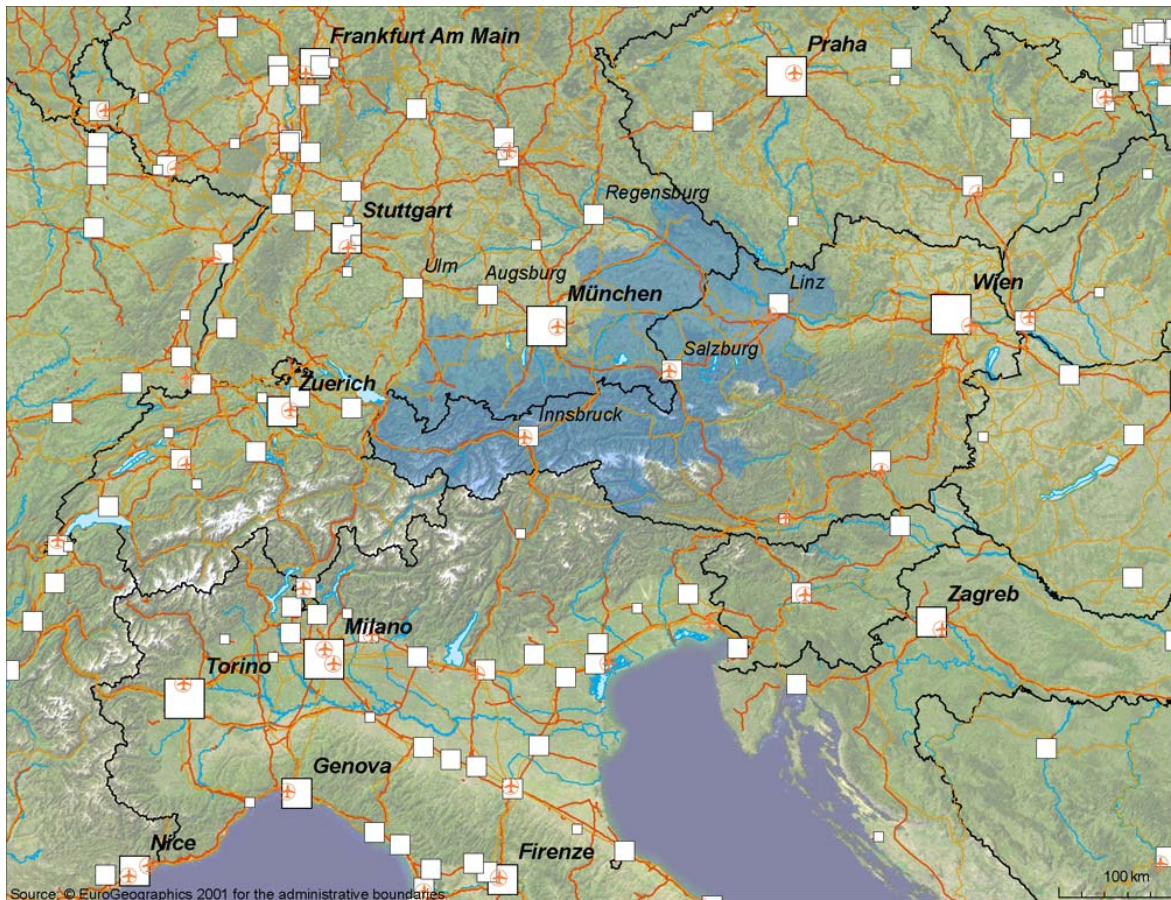 Frankfurt Am Main
Praha
Regensburg
Stuttgart
Ulm
Augsburg
München
Linz
Wien
Salzburg
Zuerich
Innsbruck
Zagreb
Milano
Torino
Genova
Nice
Firenze
100 km
Source: © EuroGeographics 2001 for the administrative boundaries